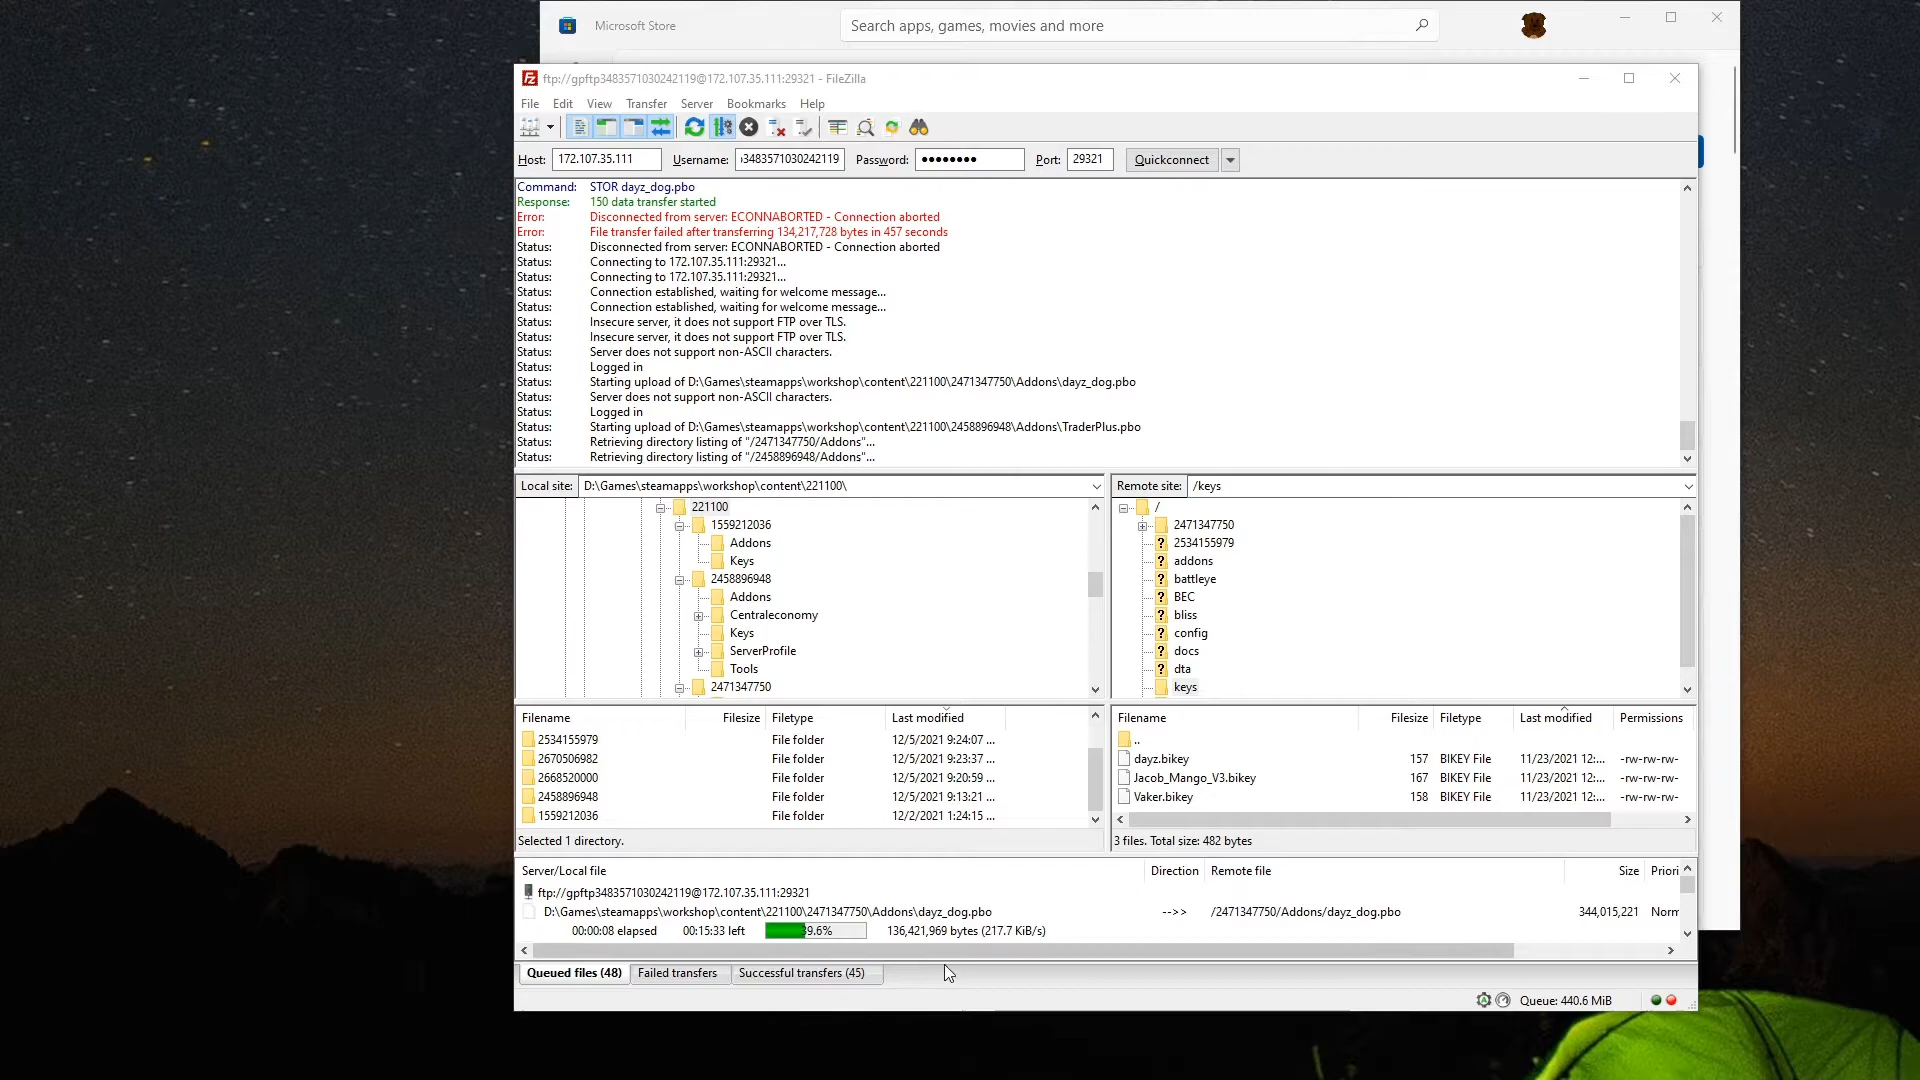 Microsoft Store
Search apps, games, movies and more
ftp://gpftp3483571030242119@172.107.35.111:29321 - FileZilla
File Edit View Transfer Server Bookmarks Help
Host: 172.107.35.111 Username: 3483571030242119 Password: ●●●●●●●● Port: 29321 Quickconnect
Command: STOR dayz_dog.pbo
Response: 150 data transfer started
Error: Disconnected from server: ECONNABORTED - Connection aborted
Error: File transfer failed after transferring 134,217,728 bytes in 457 seconds
Status: Disconnected from server: ECONNABORTED - Connection aborted
Status: Connecting to 172.107.35.111:29321...
Status: Connecting to 172.107.35.111:29321...
Status: Connection established, waiting for welcome message...
Status: Connection established, waiting for welcome message...
Status: Insecure server, it does not support FTP over TLS.
Status: Insecure server, it does not support FTP over TLS.
Status: Server does not support non-ASCII characters.
Status: Logged in
Status: Starting upload of D:\Games\steamapps\workshop\content\221100\2471347750\Addons\dayz_dog.pbo
Status: Server does not support non-ASCII characters.
Status: Logged in
Status: Starting upload of D:\Games\steamapps\workshop\content\221100\2458896948\Addons\TraderPlus.pbo
Status: Retrieving directory listing of "/2471347750/Addons"...
Status: Retrieving directory listing of "/2458896948/Addons"...
Local site: D:\Games\steamapps\workshop\content\221100\
221100
1559212036
Addons
Keys
2458896948
Addons
Centraleconomy
Keys
ServerProfile
Tools
2471347750
Remote site: /keys
/
2471347750
2534155979
addons
battleye
BEC
bliss
config
docs
dta
keys
Filename Filesize Filetype Last modified
2534155979 File folder 12/5/2021 9:24:07 ...
2670506982 File folder 12/5/2021 9:23:37 ...
2668520000 File folder 12/5/2021 9:20:59 ...
2458896948 File folder 12/5/2021 9:13:21 ...
1559212036 File folder 12/2/2021 1:24:15 ...
Selected 1 directory.
Filename Filesize Filetype Last modified Permissions
..
dayz.bikey 157 BIKEY File 11/23/2021 12:... -rw-rw-rw-
Jacob_Mango_V3.bikey 167 BIKEY File 11/23/2021 12:... -rw-rw-rw-
Vaker.bikey 158 BIKEY File 11/23/2021 12:... -rw-rw-rw-
3 files. Total size: 482 bytes
Server/Local file Direction Remote file Size Priori
ftp://gpftp3483571030242119@172.107.35.111:29321
D:\Games\steamapps\workshop\content\221100\2471347750\Addons\dayz_dog.pbo -->> /2471347750/Addons/dayz_dog.pbo 344,015,221 Norm
00:00:08 elapsed 00:15:33 left 39.6% 136,421,969 bytes (217.7 KiB/s)
Queued files (48) Failed transfers Successful transfers (45)
Queue: 440.6 MiB